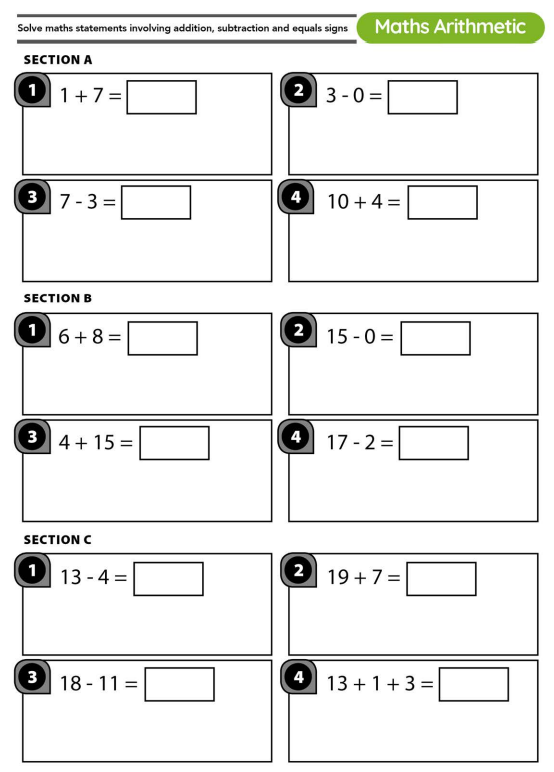 Solve maths statements involving addition, subtraction and equals signs
Maths Arithmetic
SECTION A
1
1 + 7 =
2
3 - 0 =
3
7 - 3 =
4
10 + 4 =
SECTION B
1
6 + 8 =
2
15 - 0 =
3
4 + 15 =
4
17 - 2 =
SECTION C
1
13 - 4 =
2
19 + 7 =
3
18 - 11 =
4
13 + 1 + 3 =